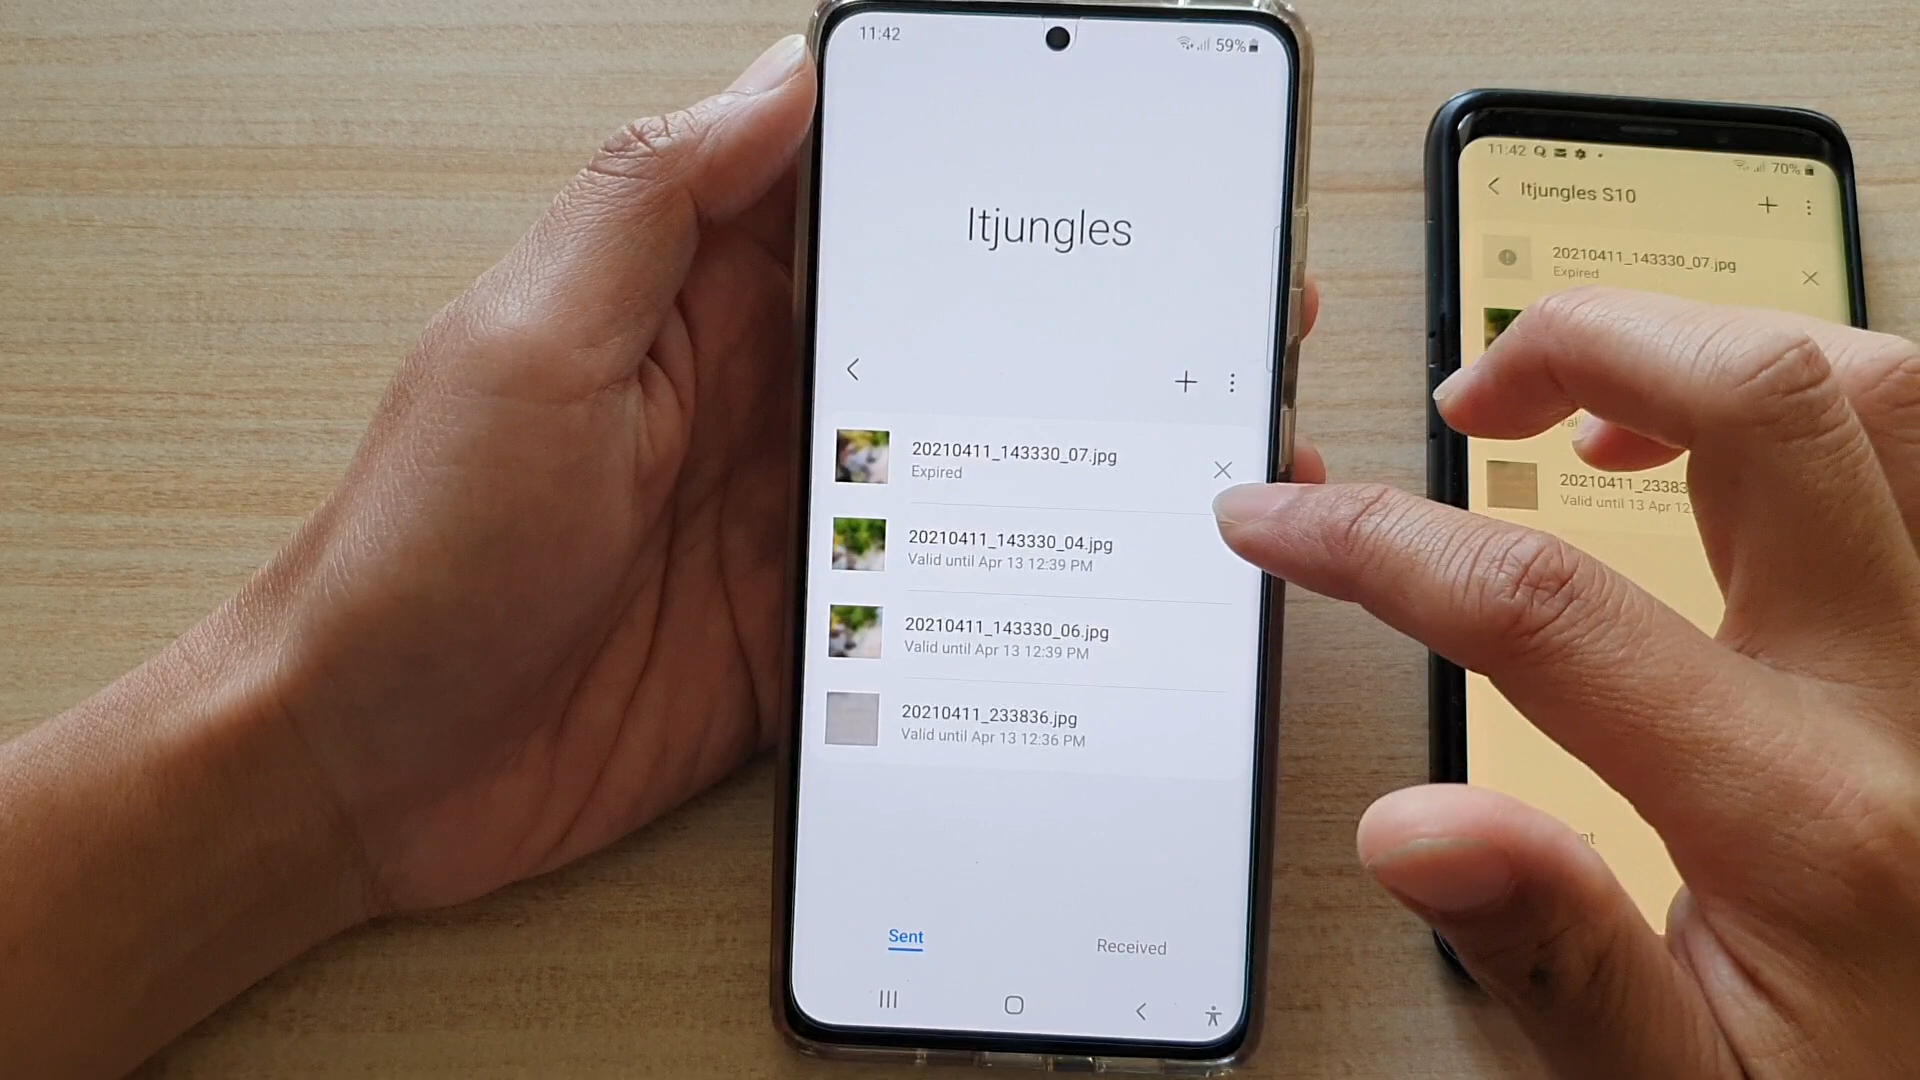 11:42
59%
Itjungles
20210411_143330_07.jpg
Expired
20210411_143330_04.jpg
Valid until Apr 13 12:39 PM
20210411_143330_06.jpg
Valid until Apr 13 12:39 PM
20210411_233836.jpg
Valid until Apr 13 12:36 PM
Sent
Received
11:42
70%
Itjungles S10
20210411_143330_07.jpg
Expired
20210411_23383
Valid until 13 Apr 12